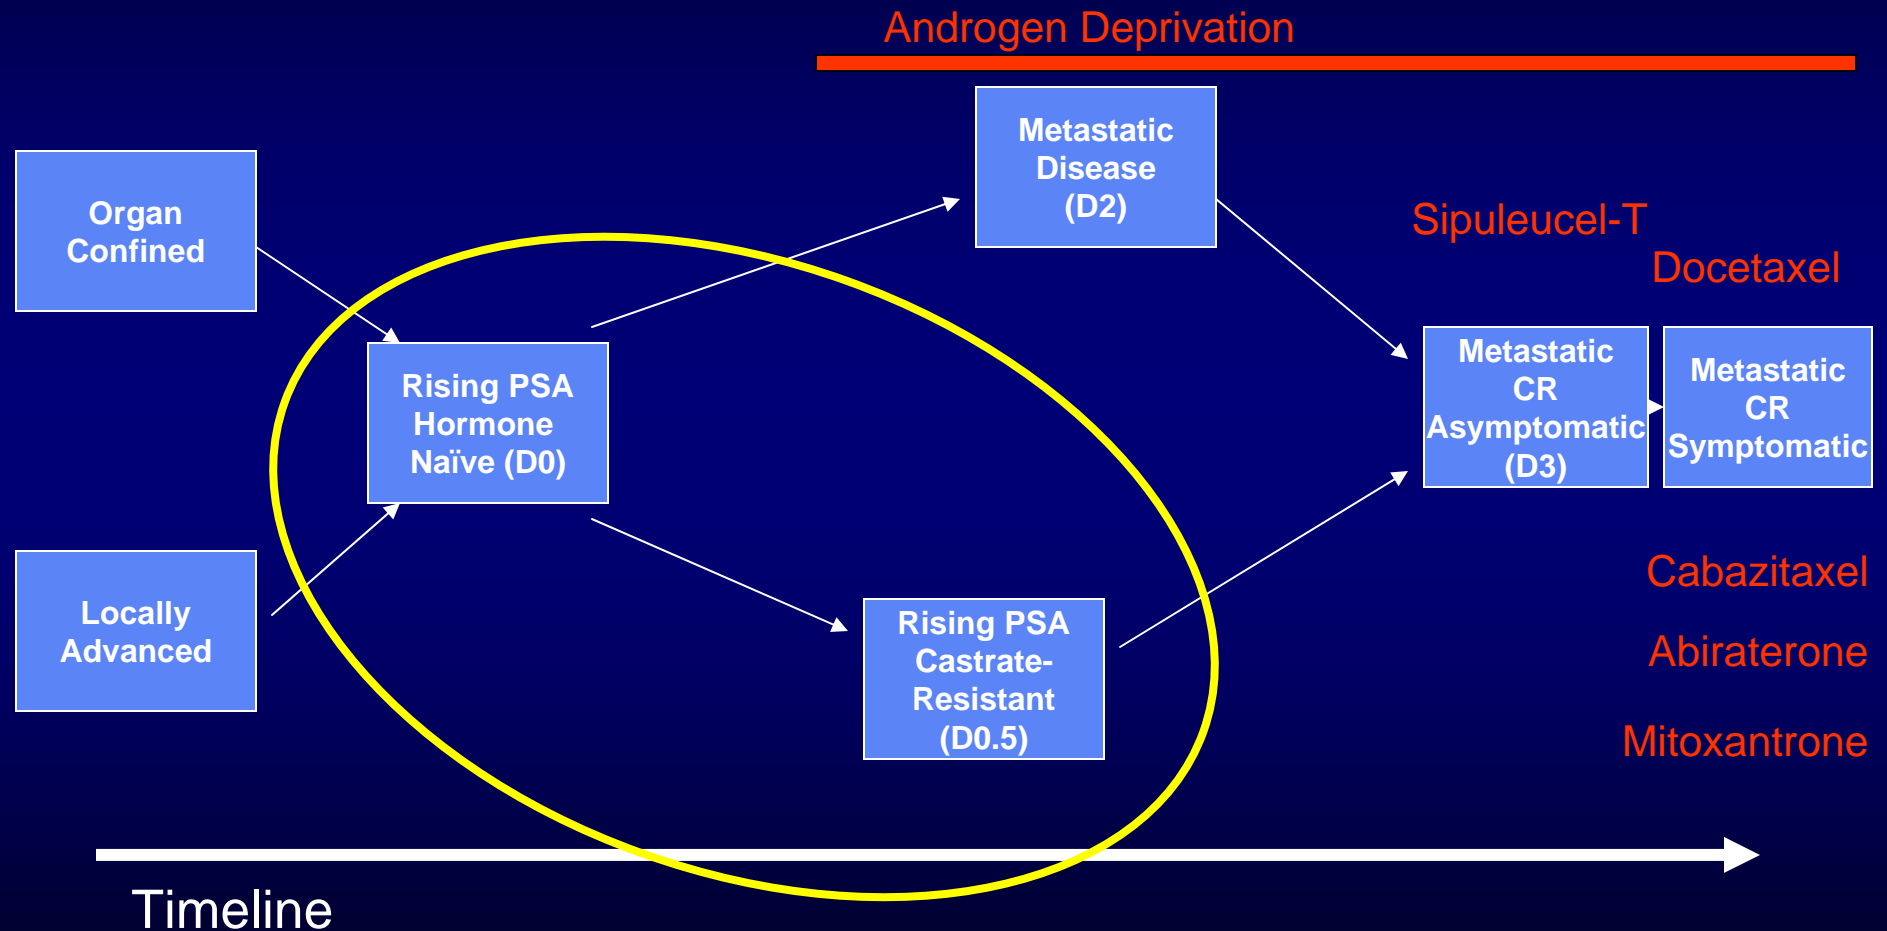 Androgen Deprivation
Organ
Confined
Locally
Advanced
Rising PSA
Hormone
Naïve (D0)
Metastatic
Disease
(D2)
Rising PSA
Castrate-
Resistant
(D0.5)
Sipuleucel-T
Docetaxel
Metastatic
CR
Asymptomatic
(D3)
Metastatic
CR
Symptomatic
Cabazitaxel
Abiraterone
Mitoxantrone
Timeline